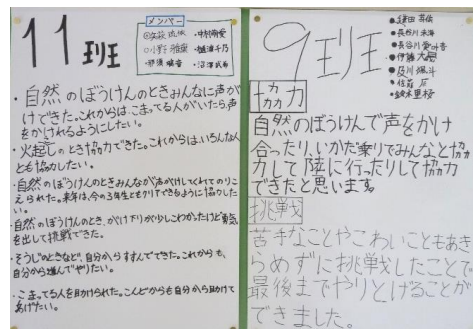 11班
メンバー
・自然のぼうけんのときみんなに声が
けできた。これからは、こまってる人がいたら声
をかけれるようにしたい。
・火起しのとき協力できた。これからは、いろんな人
とも協力したい。
・自然のぼうけんのときみんなが声がけしてくれてのりこ
えられた。来年は、今の3年生ともクリアできるように協力した
い。
・自然のぼうけんのとき、がけ下りが少しこわかったけど勇気
を出して挑戦できた。
・そうじのときなど、自分からすすんでできた。これからも、
自分から進んでやりたい。
・こまってる人を助けられた。こんどからも自分から助けて
あげたい。
9班
協力
自然のぼうけんで声をかけ
合ったり、いかだ乗りでみんなと協
力して陸に行ったりして協力
できたと思います。
挑戦
苦手なことやこわいこともあき
らめずに挑戦したことで
最後までやりとげることが
できました。